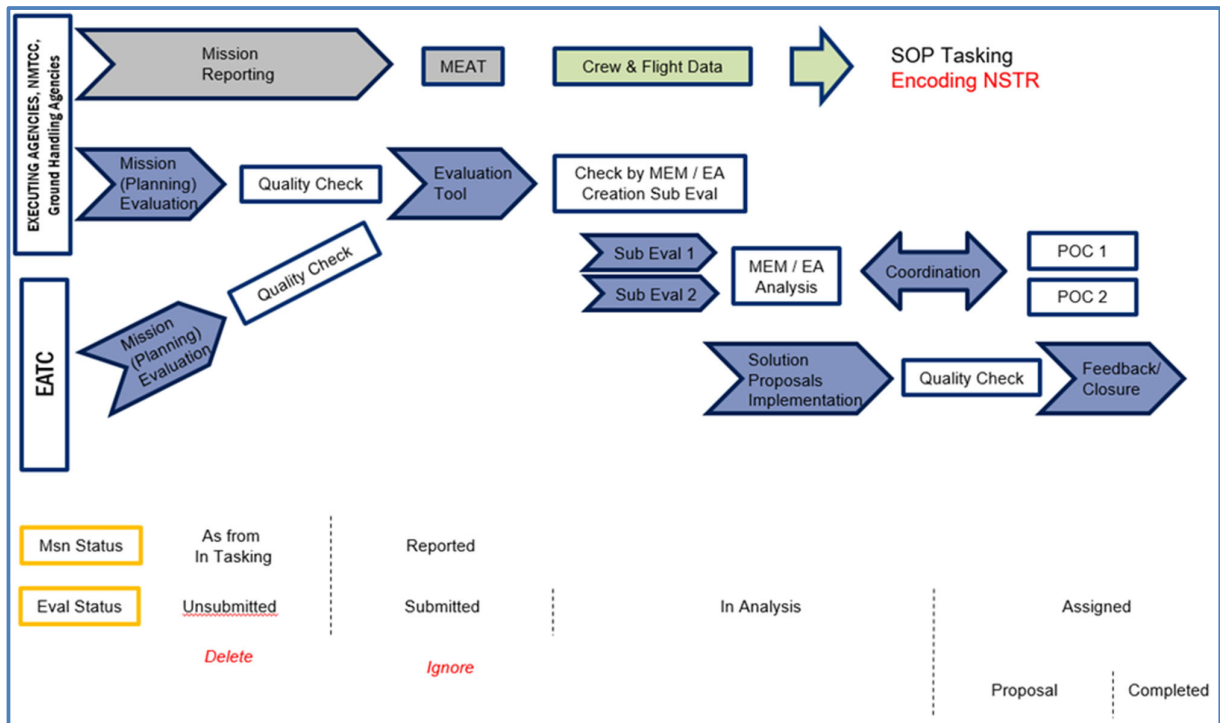 EXECUTING AGENCIES, NMTCC,
Ground Handling Agencies
Mission
Reporting
MEAT
Crew & Flight Data
SOP Tasking
Encoding NSTR
Mission
(Planning)
Evaluation
Quality Check
Evaluation
Tool
Check by MEM / EA
Creation Sub Eval
EATC
Mission
(Planning)
Evaluation
Quality Check
Sub Eval 1
Sub Eval 2
MEM / EA
Analysis
Coordination
POC 1
POC 2
Solution
Proposals
Implementation
Quality Check
Feedback/
Closure
Msn Status
As from
In Tasking
Reported
Eval Status
Unsubmitted
Submitted
In Analysis
Assigned
Delete
Ignore
Proposal
Completed